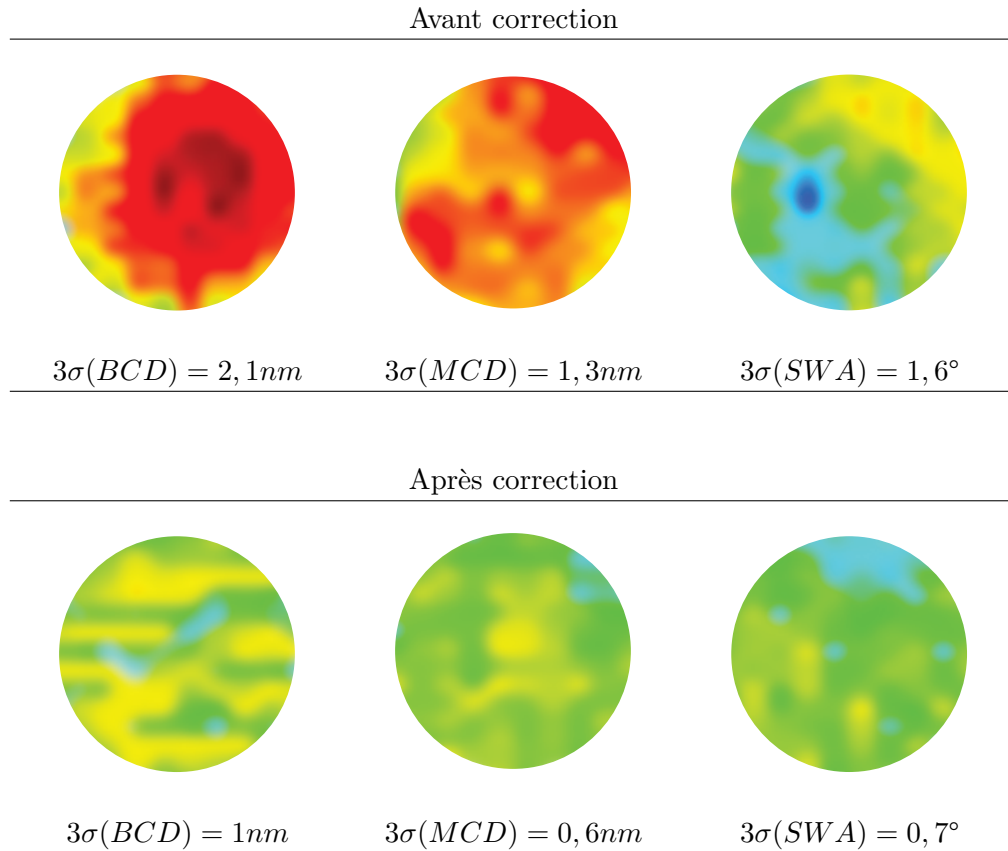 Avant correction
3σ(BCD) = 2, 1nm 3σ(MCD) = 1, 3nm 3σ(SWA) = 1, 6°
Après correction
3σ(BCD) = 1nm 3σ(MCD) = 0, 6nm 3σ(SWA) = 0, 7°